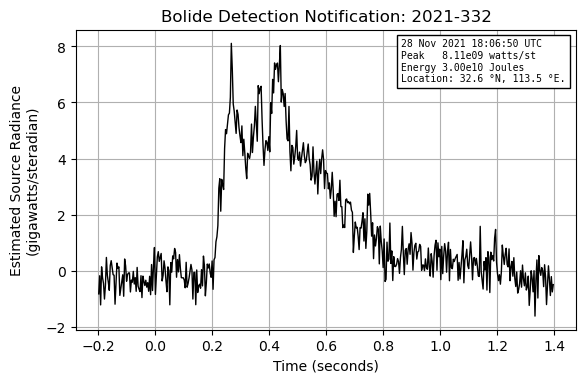 Bolide Detection Notification: 2021-332
28 Nov 2021 18:06:50 UTC
Peak   8.11e09 watts/st
Energy 3.00e10 Joules
Location: 32.6 °N, 113.5 °E.
Estimated Source Radiance
(gigawatts/steradian)
8
6
4
2
0
−2
−0.2 0.0 0.2 0.4 0.6 0.8 1.0 1.2 1.4
Time (seconds)